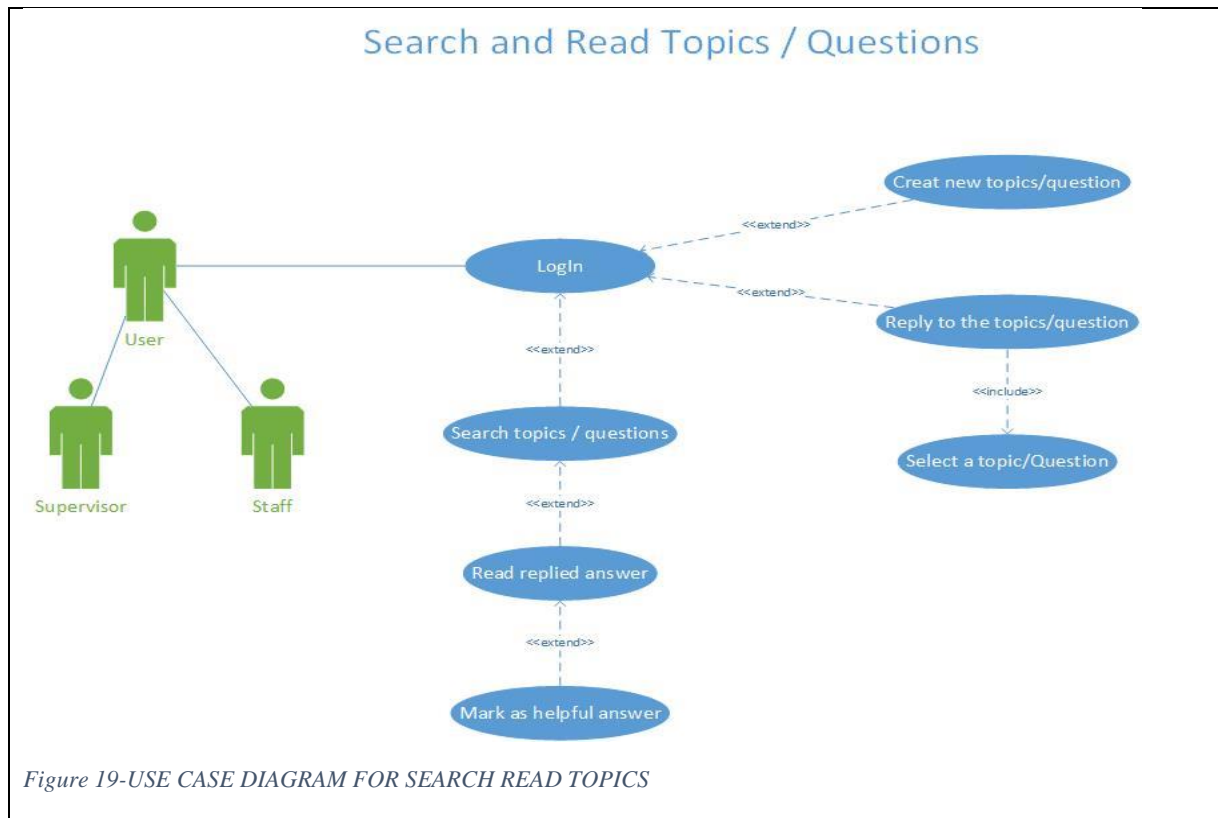 Search and Read Topics / Questions
Creat new topics/question
<<extend>>
LogIn
<<extend>>
Reply to the topics/question
User
<<extend>>
<<include>>
Search topics / questions
Select a topic/Question
Supervisor
Staff
<<extend>>
Read replied answer
<<extend>>
Mark as helpful answer
Figure 19-USE CASE DIAGRAM FOR SEARCH READ TOPICS